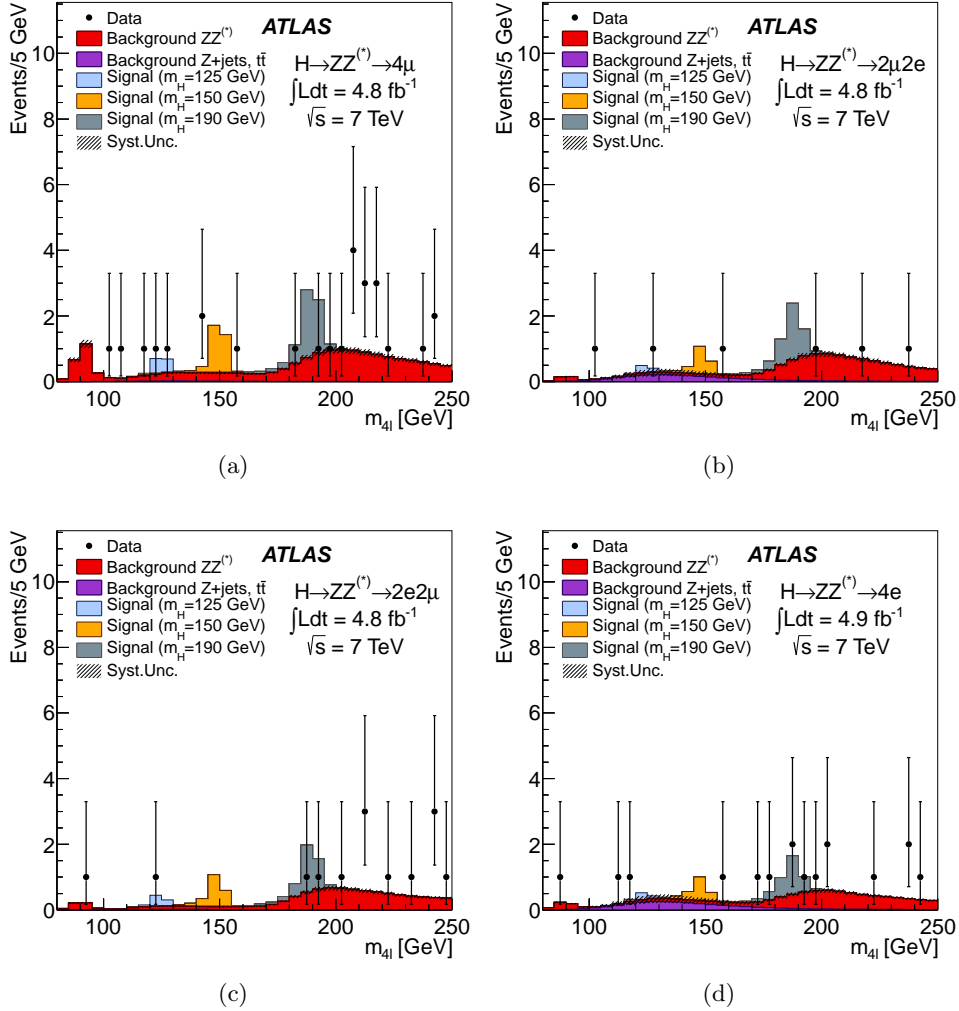 Events/5 GeV
Data
Background ZZ(*)
Background Z+jets, tt̄
Signal (mH=125 GeV)
Signal (mH=150 GeV)
Signal (mH=190 GeV)
Syst.Unc.
ATLAS
H→ZZ(*)→4μ
∫Ldt = 4.8 fb⁻¹
√s = 7 TeV
10
8
6
4
2
0
100 150 200 250
m4l [GeV]
(a)
Events/5 GeV
Data
Background ZZ(*)
Background Z+jets, tt̄
Signal (mH=125 GeV)
Signal (mH=150 GeV)
Signal (mH=190 GeV)
Syst.Unc.
ATLAS
H→ZZ(*)→2μ2e
∫Ldt = 4.8 fb⁻¹
√s = 7 TeV
10
8
6
4
2
0
100 150 200 250
m4l [GeV]
(b)
Events/5 GeV
Data
Background ZZ(*)
Background Z+jets, tt̄
Signal (mH=125 GeV)
Signal (mH=150 GeV)
Signal (mH=190 GeV)
Syst.Unc.
ATLAS
H→ZZ(*)→2e2μ
∫Ldt = 4.8 fb⁻¹
√s = 7 TeV
10
8
6
4
2
0
100 150 200 250
m4l [GeV]
(c)
Events/5 GeV
Data
Background ZZ(*)
Background Z+jets, tt̄
Signal (mH=125 GeV)
Signal (mH=150 GeV)
Signal (mH=190 GeV)
Syst.Unc.
ATLAS
H→ZZ(*)→4e
∫Ldt = 4.9 fb⁻¹
√s = 7 TeV
10
8
6
4
2
0
100 150 200 250
m4l [GeV]
(d)